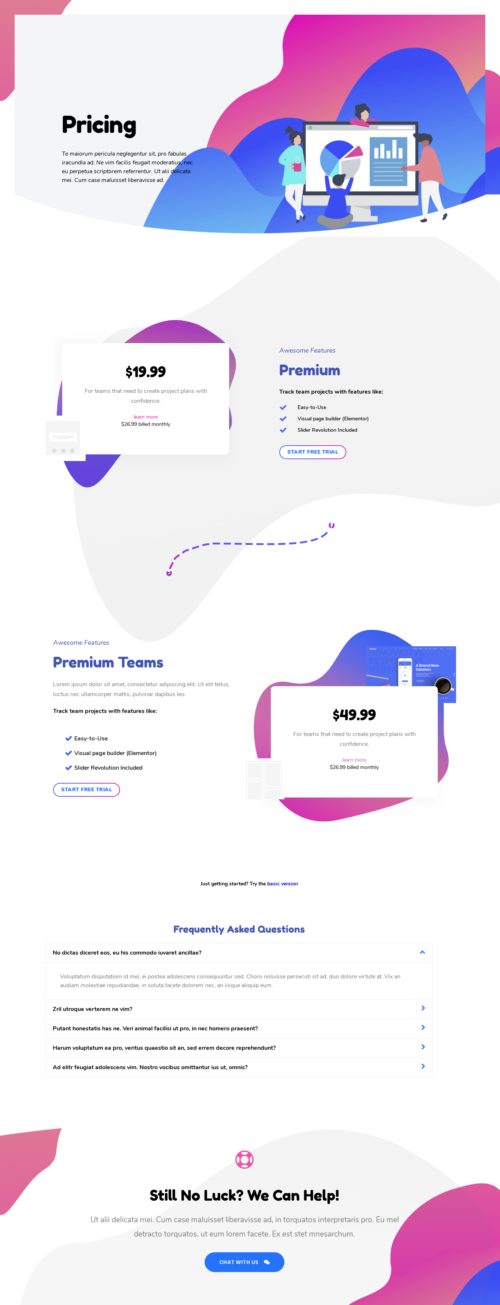 Pricing
Te maiorum pericula neglegentur sit, pro fabulas
iracundia ad. Ne vim facilis feugait moderatius, nec
eu perpetua scriptorem referrentur. Ut alii delicata
mei. Cum case maluisset liberavisse ad.
$19.99
For teams that need to create project plans with
confidence.
learn more
$26.99 billed monthly
Awesome Features
Premium
Track team projects with features like:
Easy-to-Use
Visual page builder (Elementor)
Slider Revolution Included
START FREE TRIAL
Awesome Features
Premium Teams
Lorem ipsum dolor sit amet, consectetur adipiscing elit. Ut elit tellus,
luctus nec ullamcorper mattis, pulvinar dapibus leo.
Track team projects with features like:
Easy-to-Use
Visual page builder (Elementor)
Slider Revolution Included
START FREE TRIAL
A Brand New
Solution.
$49.99
For teams that need to create project plans with
confidence.
learn more
$26.99 billed monthly
Just getting started? Try the basic version
Frequently Asked Questions
No dictas diceret eos, eu his commodo iuvaret ancillae?
Voluptatum disputationi id mel, ei postea adolescens consequuntur sed. Choro noluisse persecuti sit ad, duo dolore virtute at. Vix an
audiam molestiae repudiandae, in soluta facete dolorem nec, an iisque aliquip eum.
Zril utroque verterem ne vim?
Putant honestatis has ne. Veri animal facilisi ut pro, in nec homero praesent?
Harum voluptatum ea pro, veritus quaestio sit an, sed errem decore reprehendunt?
Ad elitr feugiat adolescens vim. Nostro vocibus omittantur ius ut, omnis?
Still No Luck? We Can Help!
Ut alii delicata mei. Cum case maluisset liberavisse ad, in torquatos interpretaris pro. Eu mel
detracto torquatos, ut eum lorem facete. Ex est stet mnesarchum.
CHAT WITH US